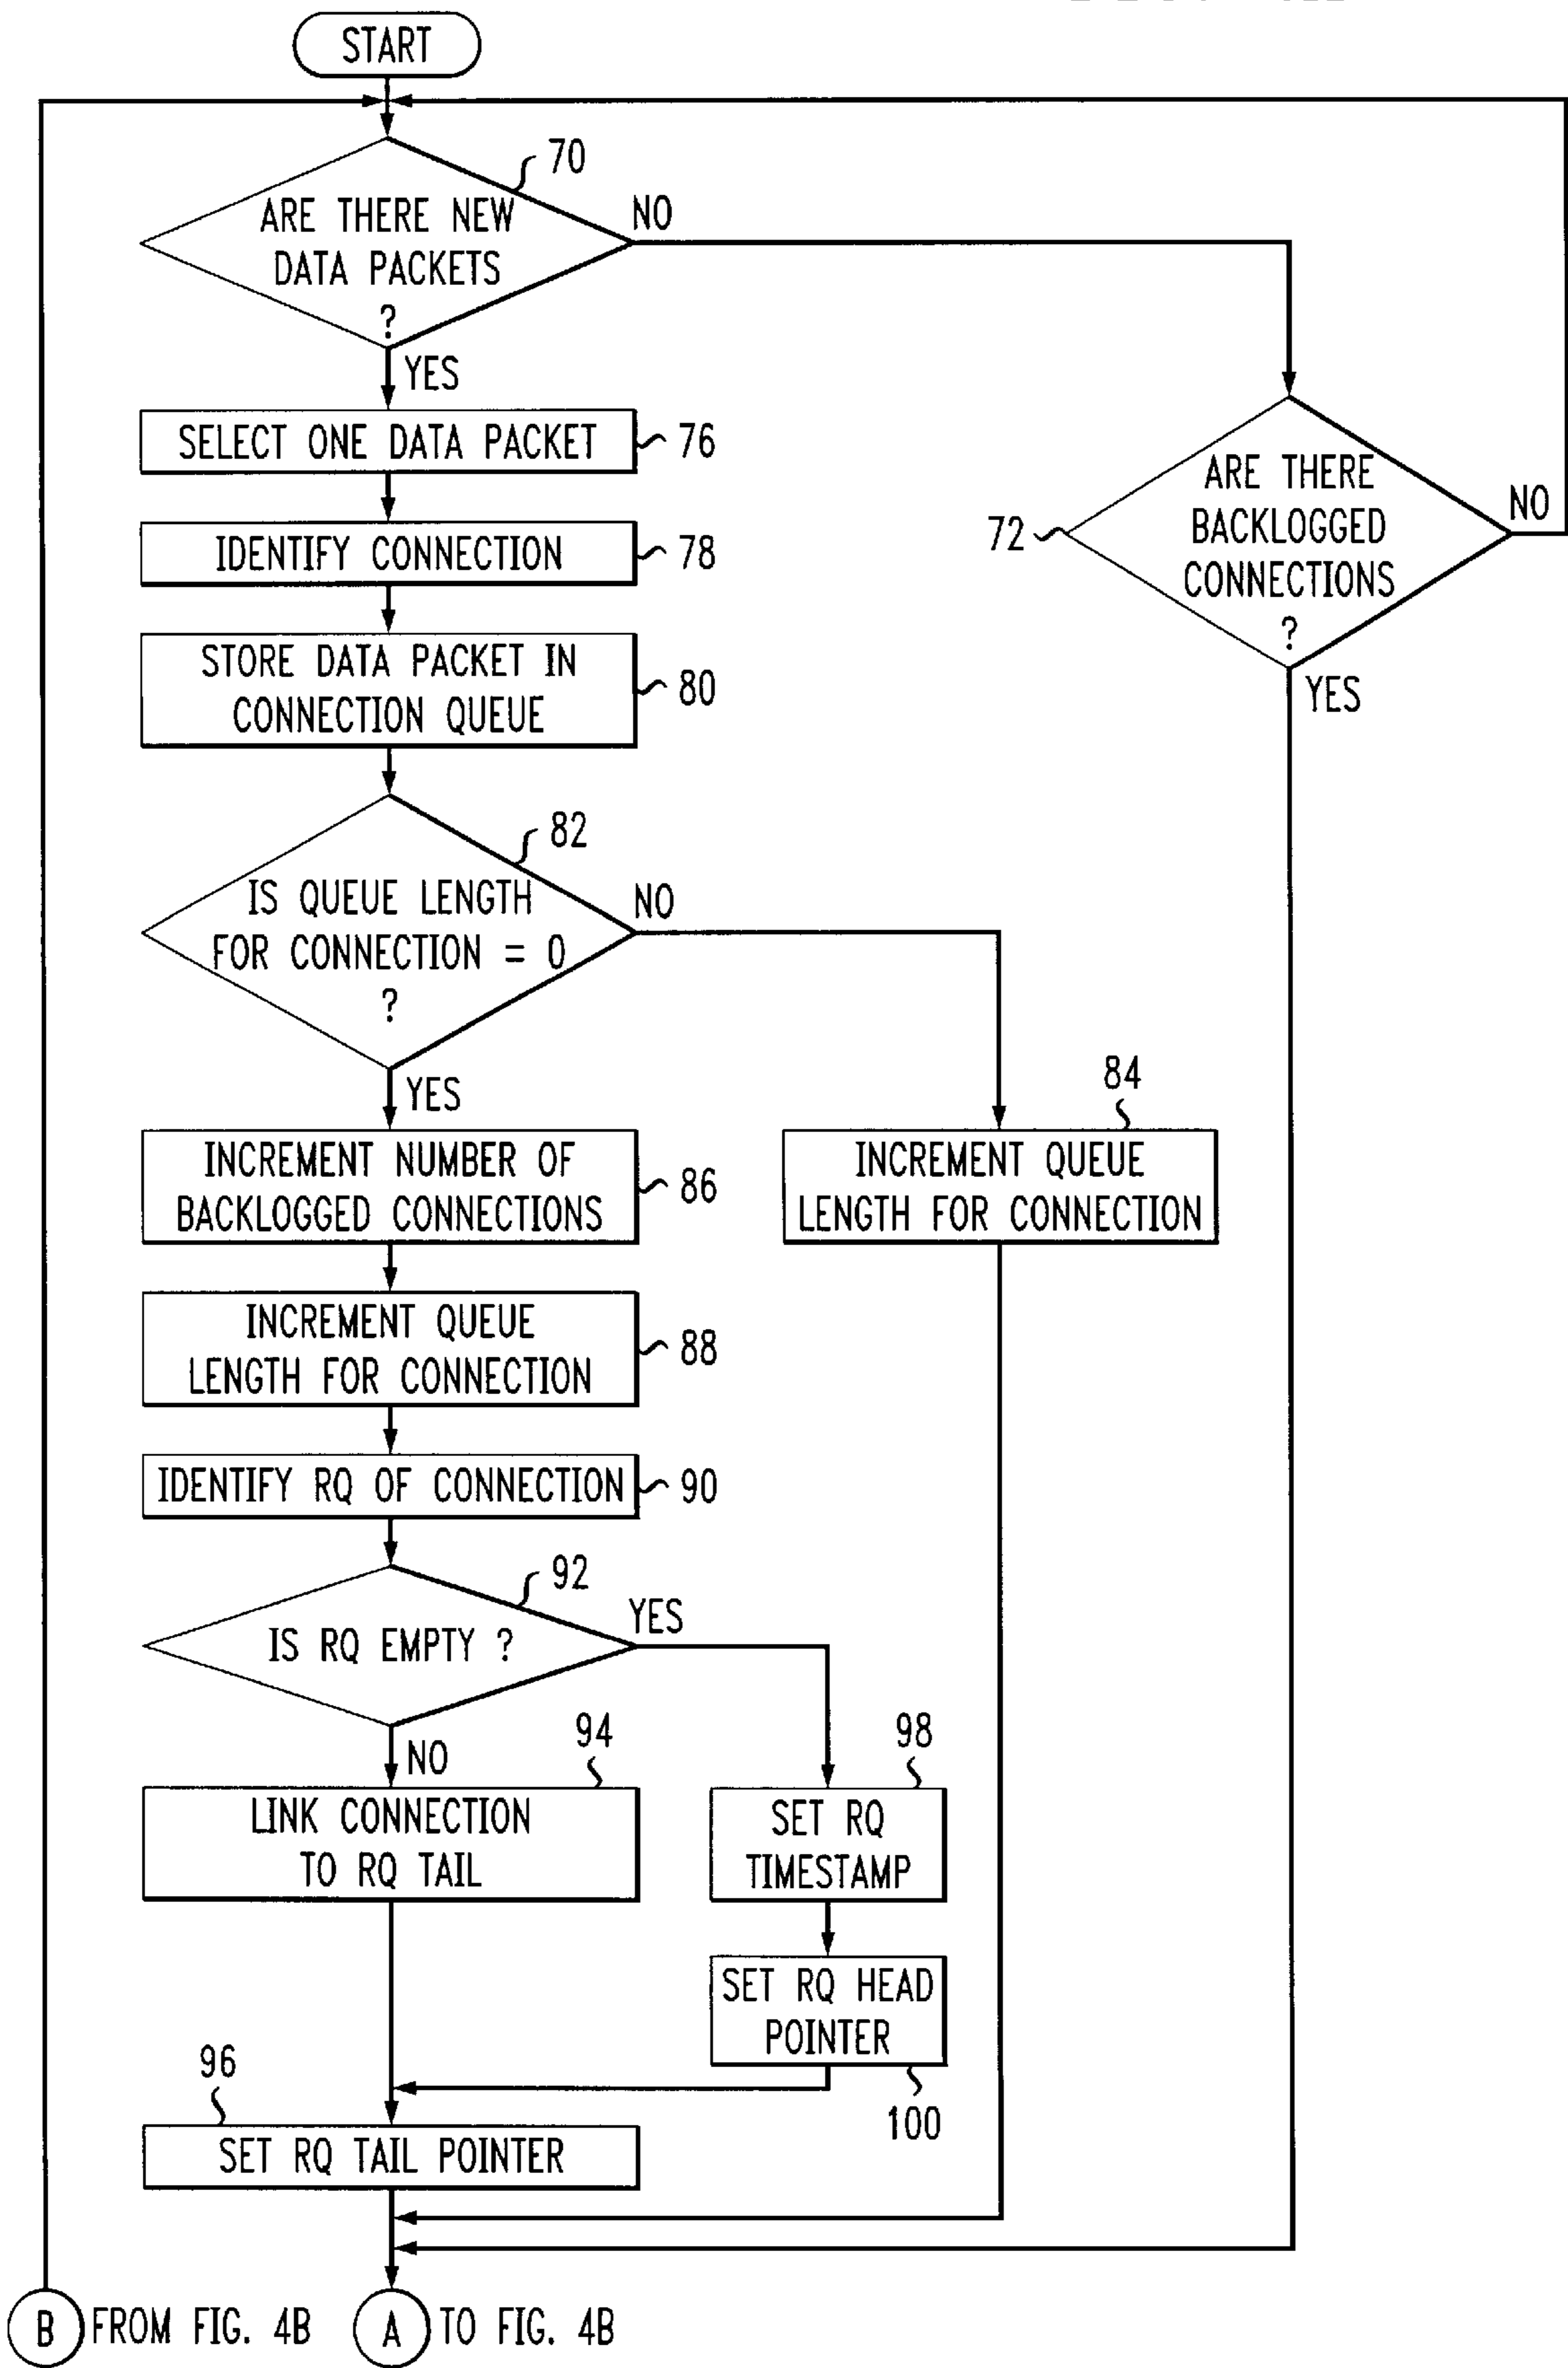 START
70
ARE THERE NEW
DATA PACKETS
?
NO
YES
SELECT ONE DATA PACKET
76
IDENTIFY CONNECTION
78
STORE DATA PACKET IN
CONNECTION QUEUE
80
72
ARE THERE
BACKLOGGED
CONNECTIONS
?
NO
YES
82
IS QUEUE LENGTH
FOR CONNECTION = 0
?
NO
YES
84
INCREMENT QUEUE
LENGTH FOR CONNECTION
INCREMENT NUMBER OF
BACKLOGGED CONNECTIONS
86
INCREMENT QUEUE
LENGTH FOR CONNECTION
88
IDENTIFY RQ OF CONNECTION
90
92
IS RQ EMPTY ?
YES
NO
94
LINK CONNECTION
TO RQ TAIL
98
SET RQ
TIMESTAMP
SET RQ HEAD
POINTER
100
96
SET RQ TAIL POINTER
B FROM FIG. 4B
A TO FIG. 4B